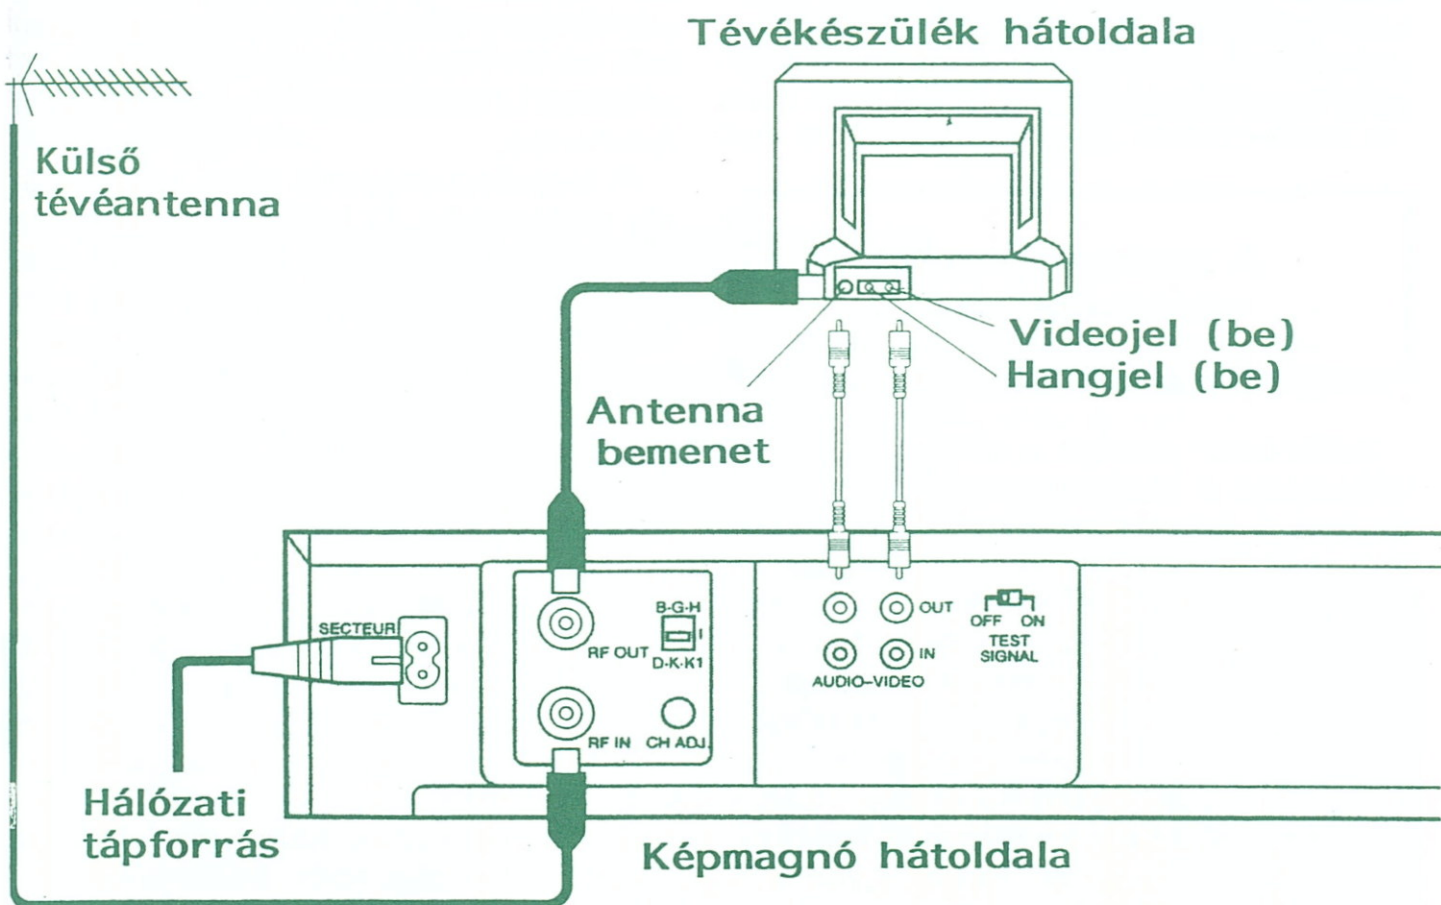 Tévékészülék hátoldala
Külső
tévéantenna
Videojel (be)
Hangjel (be)
Antenna
bemenet
SECTEUR
RF OUT
B-G-H
I
D-K-K1
RF IN
CH ADJ.
OUT
IN
AUDIO–VIDEO
OFF ON
TEST
SIGNAL
Hálózati
tápforrás
Képmagnó hátoldala